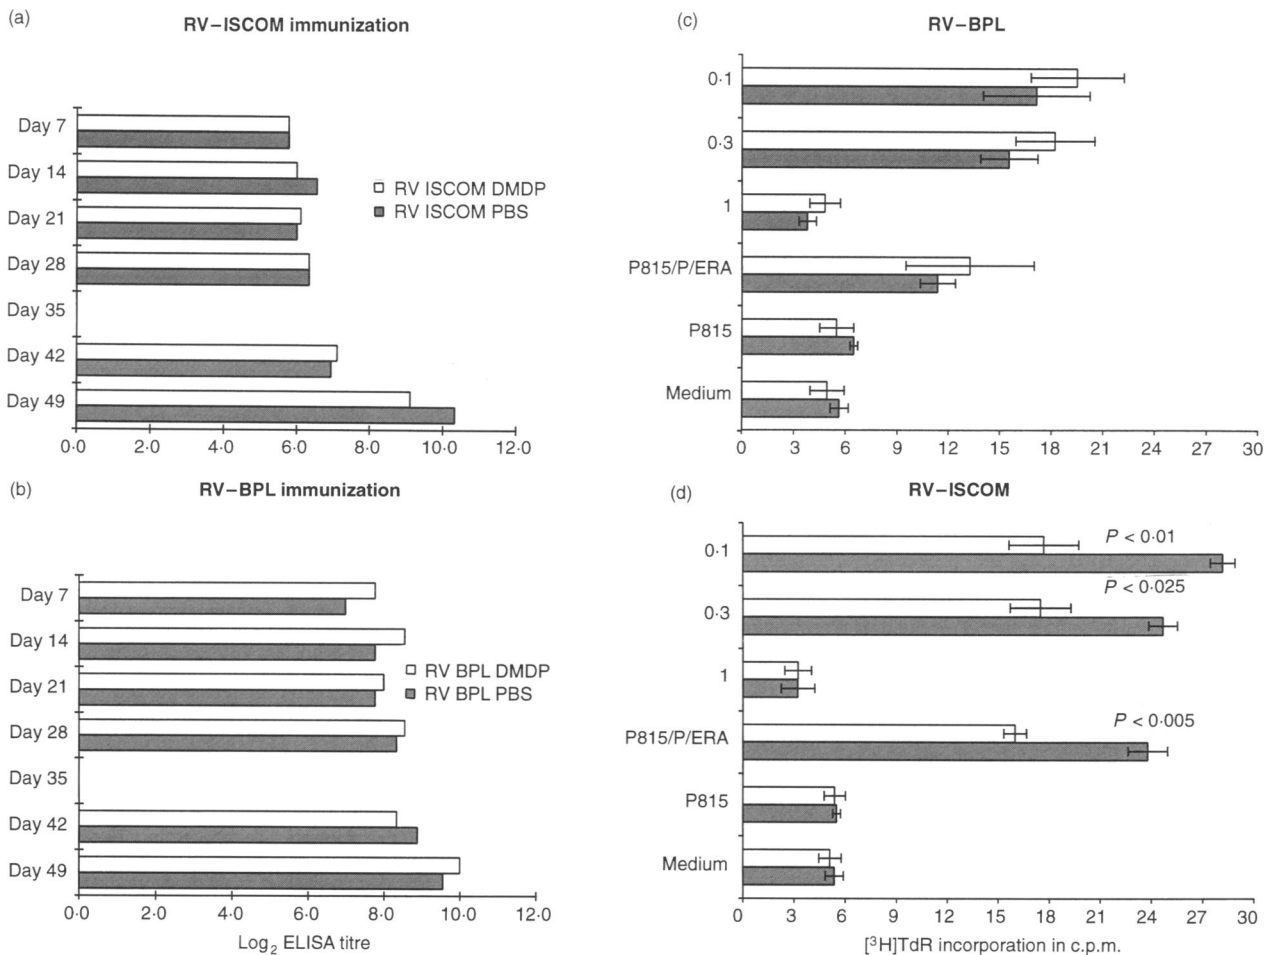 (a)
RV–ISCOM immunization
Day 7
Day 14
Day 21
Day 28
Day 35
Day 42
Day 49
RV ISCOM DMDP
RV ISCOM PBS
0·0 2·0 4·0 6·0 8·0 10·0 12·0
(b)
RV–BPL immunization
Day 7
Day 14
Day 21
Day 28
Day 35
Day 42
Day 49
RV BPL DMDP
RV BPL PBS
0·0 2·0 4·0 6·0 8·0 10·0 12·0
Log₂ ELISA titre
(c)
RV–BPL
0·1
0·3
1
P815/P/ERA
P815
Medium
0 3 6 9 12 15 18 21 24 27 30
(d)
RV–ISCOM
0·1
P < 0·01
P < 0·025
0·3
1
P < 0·005
P815/P/ERA
P815
Medium
0 3 6 9 12 15 18 21 24 27 30
[³H]TdR incorporation in c.p.m.